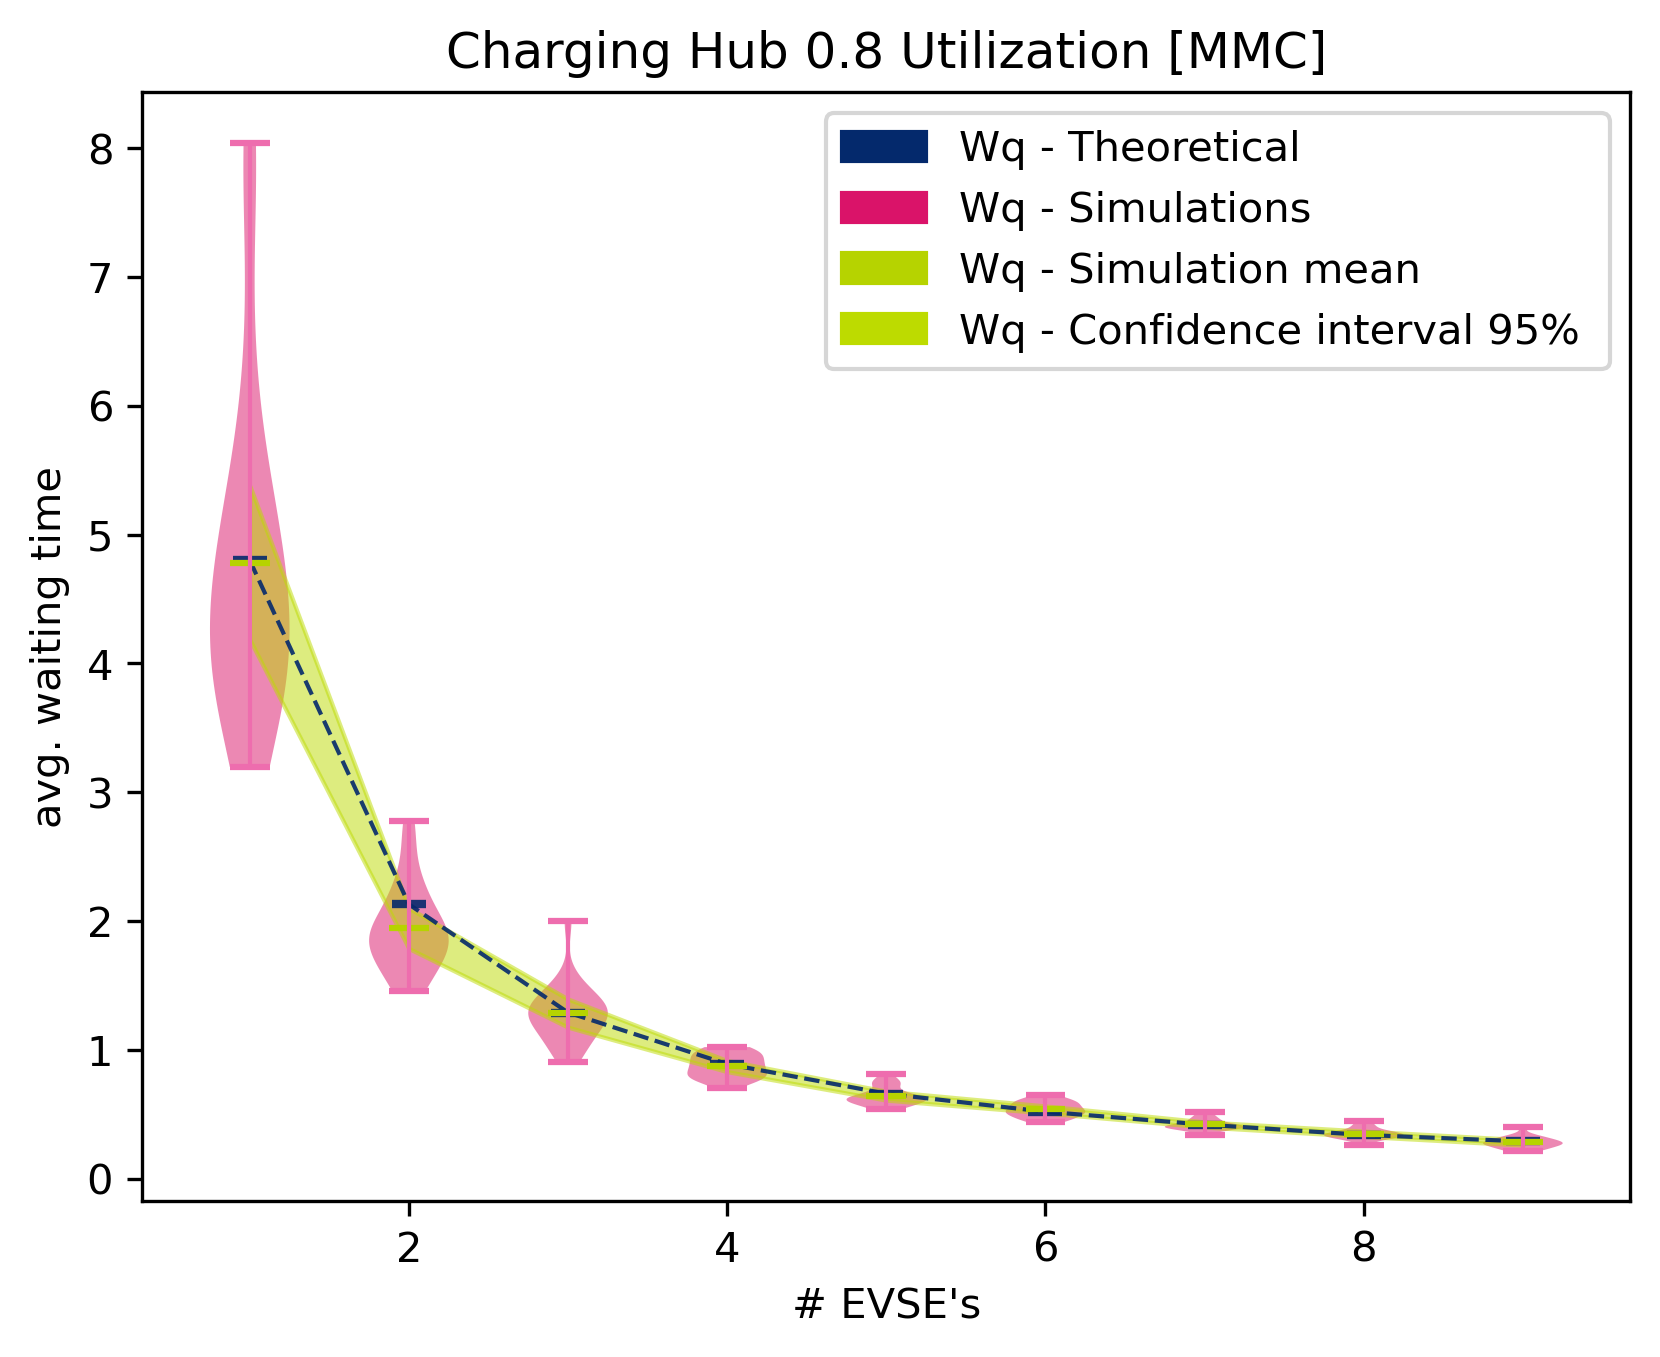 Charging Hub 0.8 Utilization [MMC]
Wq - Theoretical
Wq - Simulations
Wq - Simulation mean
Wq - Confidence interval 95%
8
7
6
5
4
3
2
1
0
avg. waiting time
2 4 6 8
# EVSE's